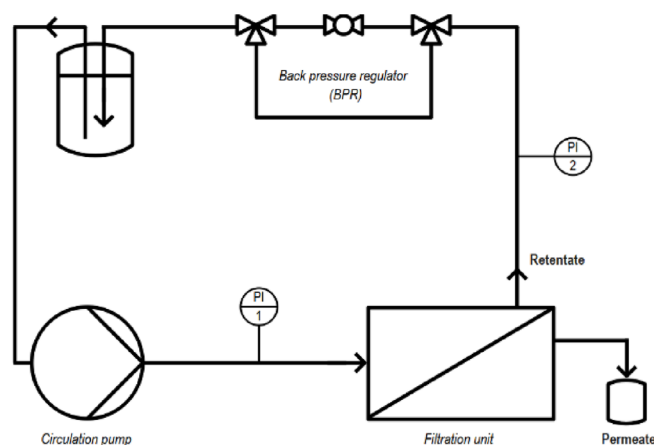 Back pressure regulator
(BPR)
PI
2
Retentate
PI
1
Circulation pump
Filtration unit
Permeate